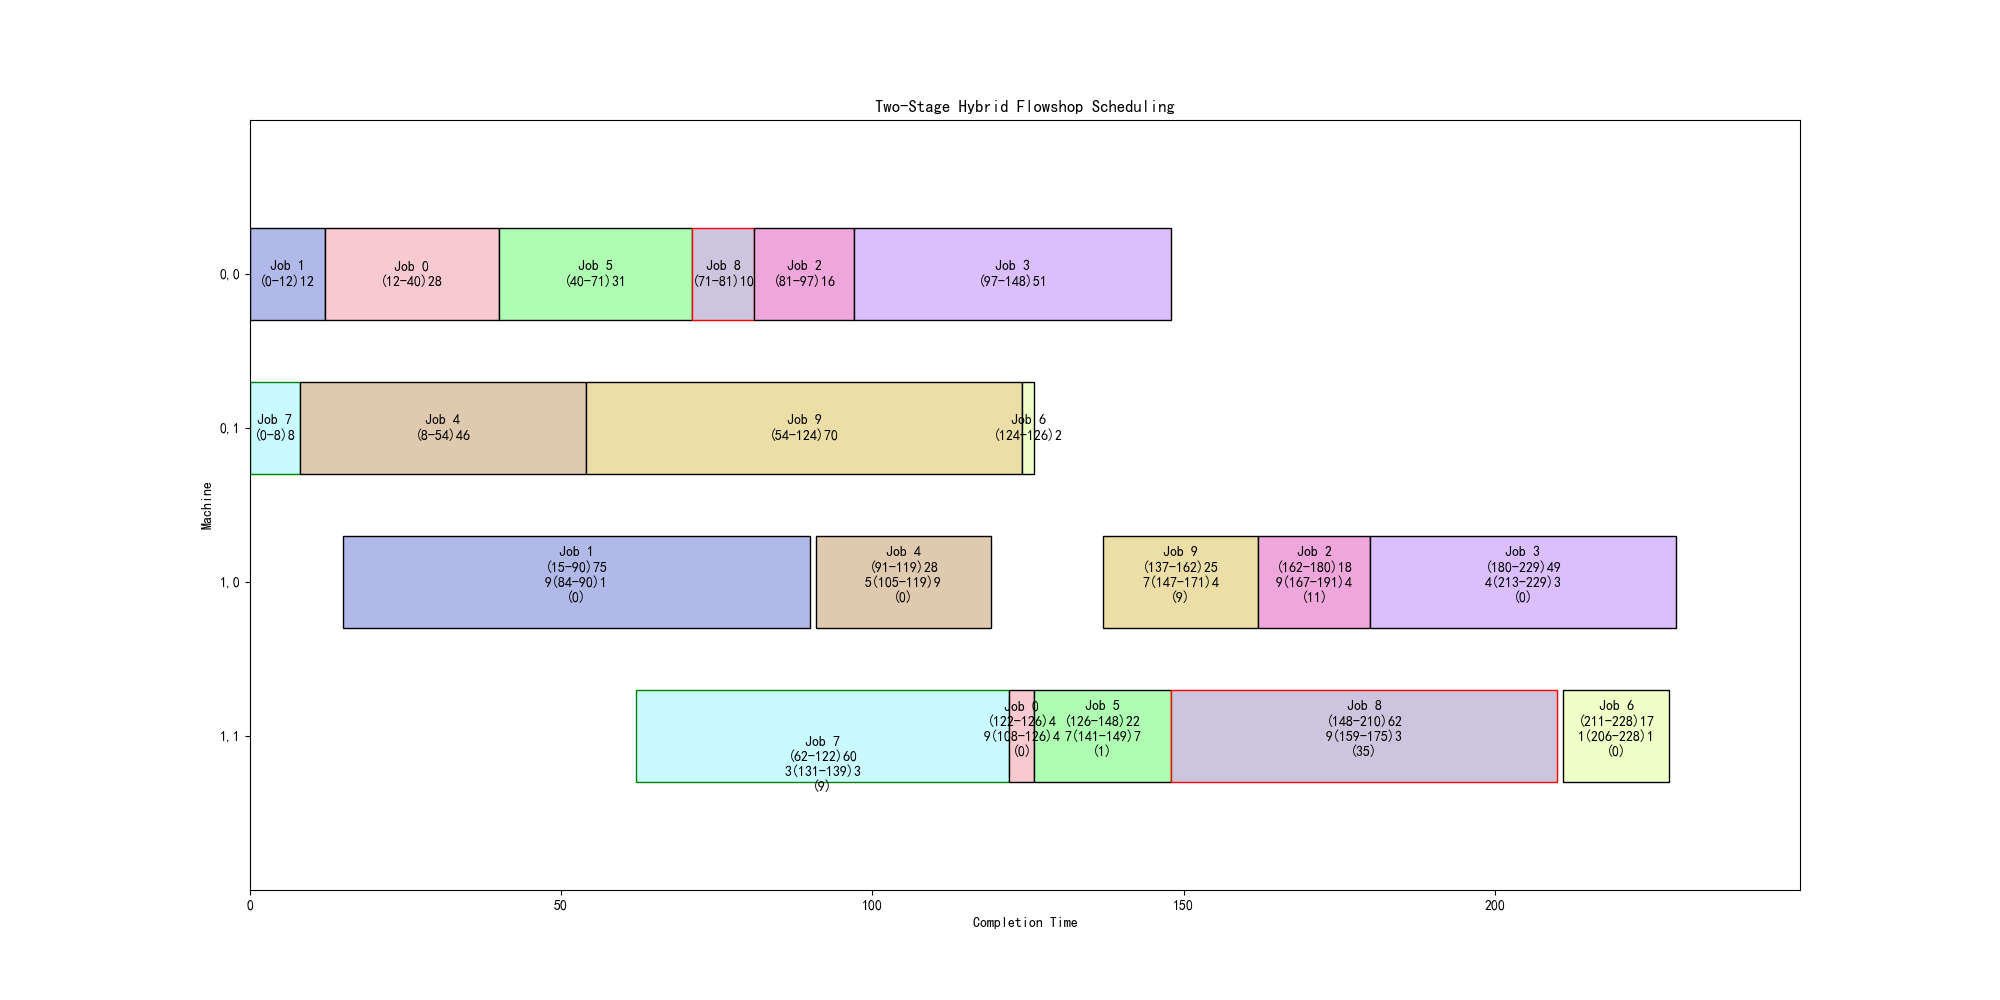 Two-Stage Hybrid Flowshop Scheduling
Machine
0,0
Job 1
(0-12)12
Job 0
(12-40)28
Job 5
(40-71)31
Job 8
(71-81)10
Job 2
(81-97)16
Job 3
(97-148)51
0,1
Job 7
(0-8)8
Job 4
(8-54)46
Job 9
(54-124)70
Job 6
(124-126)2
1,0
Job 1
(15-90)75
9(84-90)1
(0)
Job 4
(91-119)28
5(105-119)9
(0)
Job 9
(137-162)25
7(147-171)4
(9)
Job 2
(162-180)18
9(167-191)4
(11)
Job 3
(180-229)49
4(213-229)3
(0)
1,1
Job 7
(62-122)60
3(131-139)3
(9)
Job 0
(122-126)4
9(108-126)4
(0)
Job 5
(126-148)22
7(141-149)7
(1)
Job 8
(148-210)62
9(159-175)3
(35)
Job 6
(211-228)17
1(206-228)1
(0)
0
50
100
150
200
Completion Time